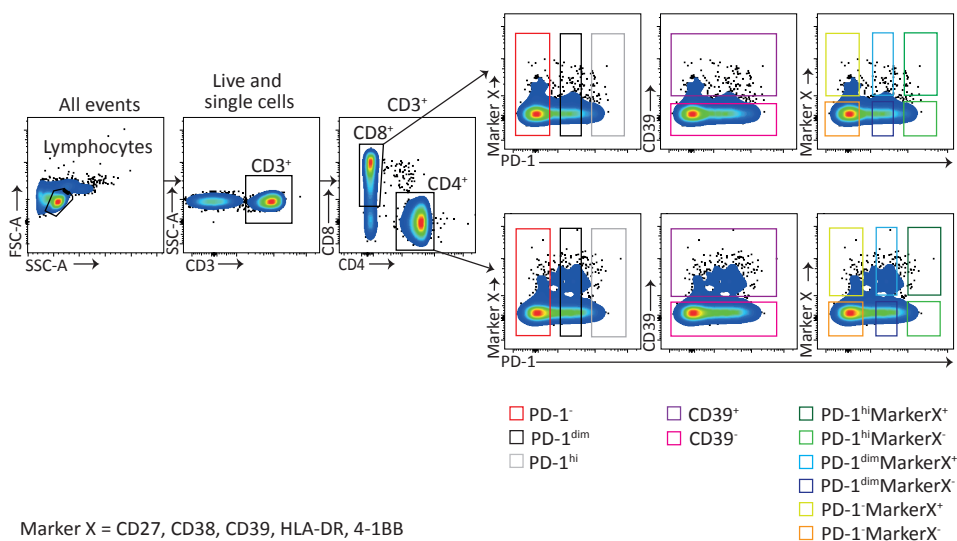 All events
Lymphocytes
FSC-A
SSC-A
Live and
single cells
CD3⁺
SSC-A
CD3
CD3⁺
CD8⁺
CD4⁺
CD8
CD4
Marker X
CD39
Marker X
PD-1
Marker X
CD39
Marker X
PD-1
PD-1⁻
PD-1ᵈⁱᵐ
PD-1ʰⁱ
CD39⁺
CD39⁻
PD-1ʰⁱMarkerX⁺
PD-1ʰⁱMarkerX⁻
PD-1ᵈⁱᵐMarkerX⁺
PD-1ᵈⁱᵐMarkerX⁻
PD-1⁻MarkerX⁺
PD-1⁻MarkerX⁻
Marker X = CD27, CD38, CD39, HLA-DR, 4-1BB